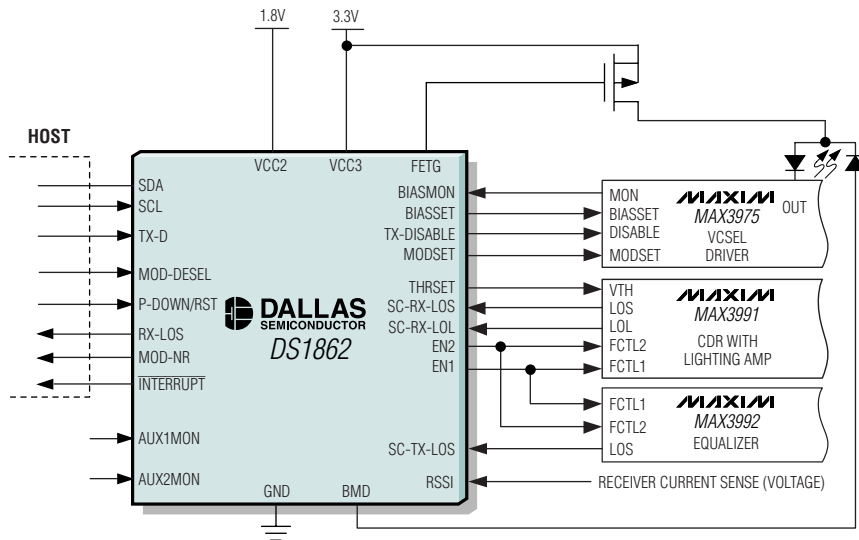 1.8V
3.3V
HOST
VCC2
VCC3
FETG
SDA
SCL
TX-D
MOD-DESEL
P-DOWN/RST
RX-LOS
MOD-NR
INTERRUPT
AUX1MON
AUX2MON
DALLAS
SEMICONDUCTOR
DS1862
BIASMON
BIASSET
TX-DISABLE
MODSET
THRSET
SC-RX-LOS
SC-RX-LOL
EN2
EN1
SC-TX-LOS
RSSI
GND
BMD
MON
BIASSET
DISABLE
MODSET
MAXIM
MAX3975
VCSEL
DRIVER
OUT
VTH
LOS
LOL
FCTL2
FCTL1
MAXIM
MAX3991
CDR WITH
LIGHTING AMP
FCTL1
FCTL2
LOS
MAXIM
MAX3992
EQUALIZER
RECEIVER CURRENT SENSE (VOLTAGE)